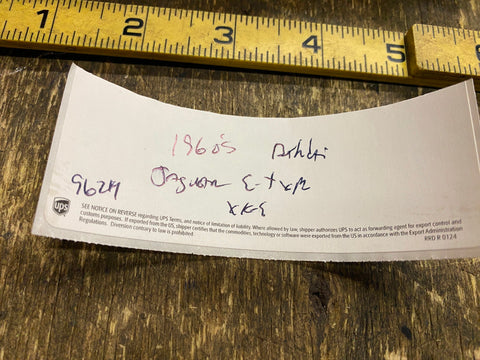 1 2 3 4 5 6
1960's
Jaguar E-type
962H XK-E
ups SEE NOTICE ON REVERSE regarding UPS Terms, and notice of limitation of liability. Where allowed by law, shipper authorizes UPS to act as forwarding agent for export control and
customs purposes. If exported from the US, shipper certifies that the commodities, technology or software were exported from the US in accordance with the Export Administration
Regulations. Diversion contrary to law is prohibited.
RRD R 0124